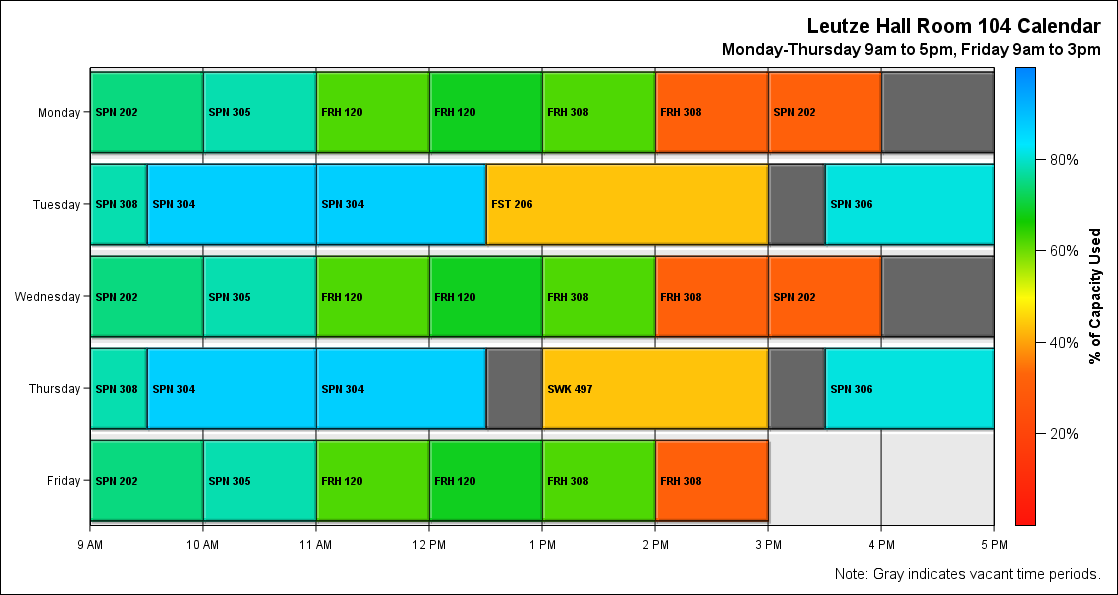 Leutze Hall Room 104 Calendar
Monday-Thursday 9am to 5pm, Friday 9am to 3pm
Monday
SPN 202
SPN 305
FRH 120
FRH 120
FRH 308
FRH 308
SPN 202
Tuesday
SPN 308
SPN 304
SPN 304
FST 206
SPN 306
Wednesday
SPN 202
SPN 305
FRH 120
FRH 120
FRH 308
FRH 308
SPN 202
Thursday
SPN 308
SPN 304
SPN 304
SWK 497
SPN 306
Friday
SPN 202
SPN 305
FRH 120
FRH 120
FRH 308
FRH 308
9 AM
10 AM
11 AM
12 PM
1 PM
2 PM
3 PM
4 PM
5 PM
80%
60%
40%
20%
% of Capacity Used
Note: Gray indicates vacant time periods.